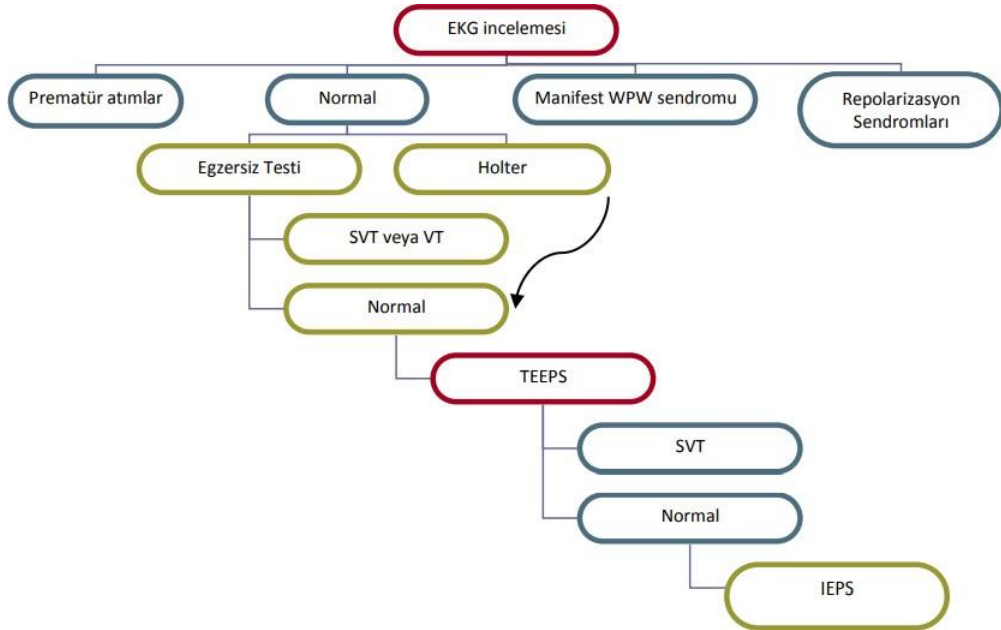 EKG incelemesi
Prematür atımlar
Normal
Manifest WPW sendromu
Repolarizasyon
Sendromları
Egzersiz Testi
Holter
SVT veya VT
Normal
TEEPS
SVT
Normal
IEPS